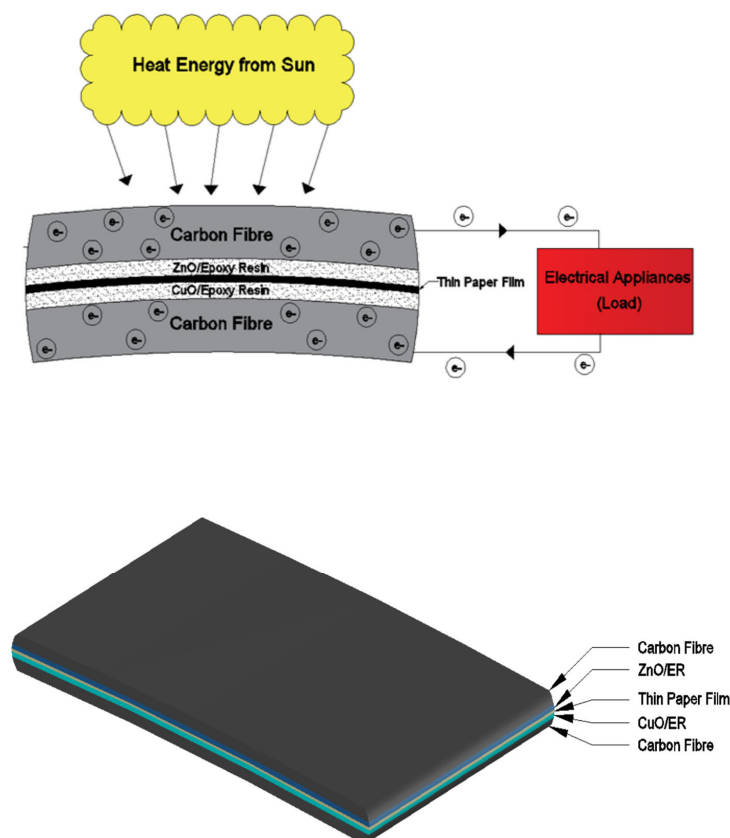 Heat Energy from Sun
e-
e-
e-
e-
e-
e-
e-
Carbon Fibre
e-
e-
e-
e-
ZnO/Epoxy Resin
Thin Paper Film
Electrical Appliances
(Load)
CuO/Epoxy Resin
e-
e-
e-
e-
Carbon Fibre
e-
e-
e-
e-
e-
e-
Carbon Fibre
ZnO/ER
Thin Paper Film
CuO/ER
Carbon Fibre